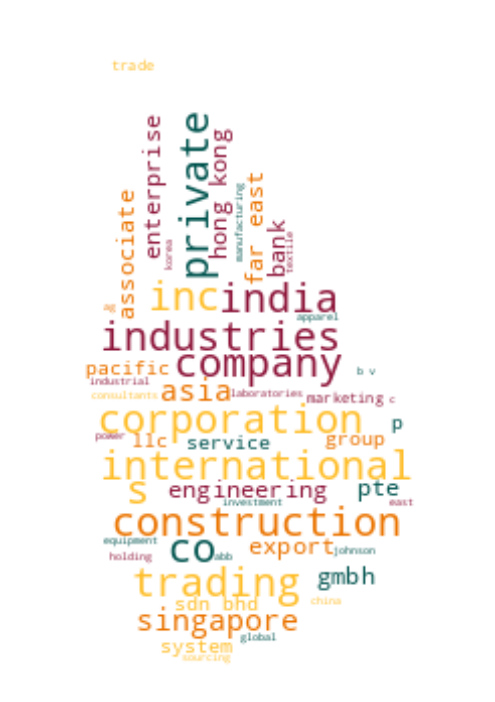 trade
private
enterprise
hong kong
far east
manufacturing
associate
bank
textile
korea
inc
india
ag
apparel
industries
company
pacific
b v
industrial
asia
laboratories
consultants
marketing
c
corporation
p
power
llc
service
group
international
s
engineering
pte
investment
east
construction
equipment
co
export
johnson
holding
abb
trading
gmbh
sdn bhd
china
singapore
global
system
sourcing